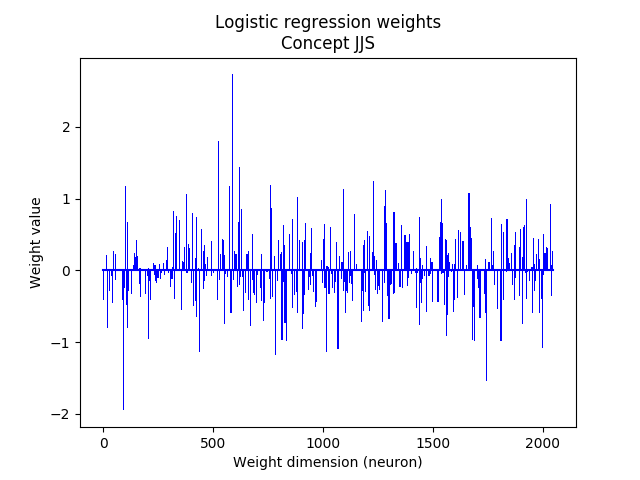 Logistic regression weights
Concept JJS
Weight value
2
1
0
−1
−2
0 500 1000 1500 2000
Weight dimension (neuron)